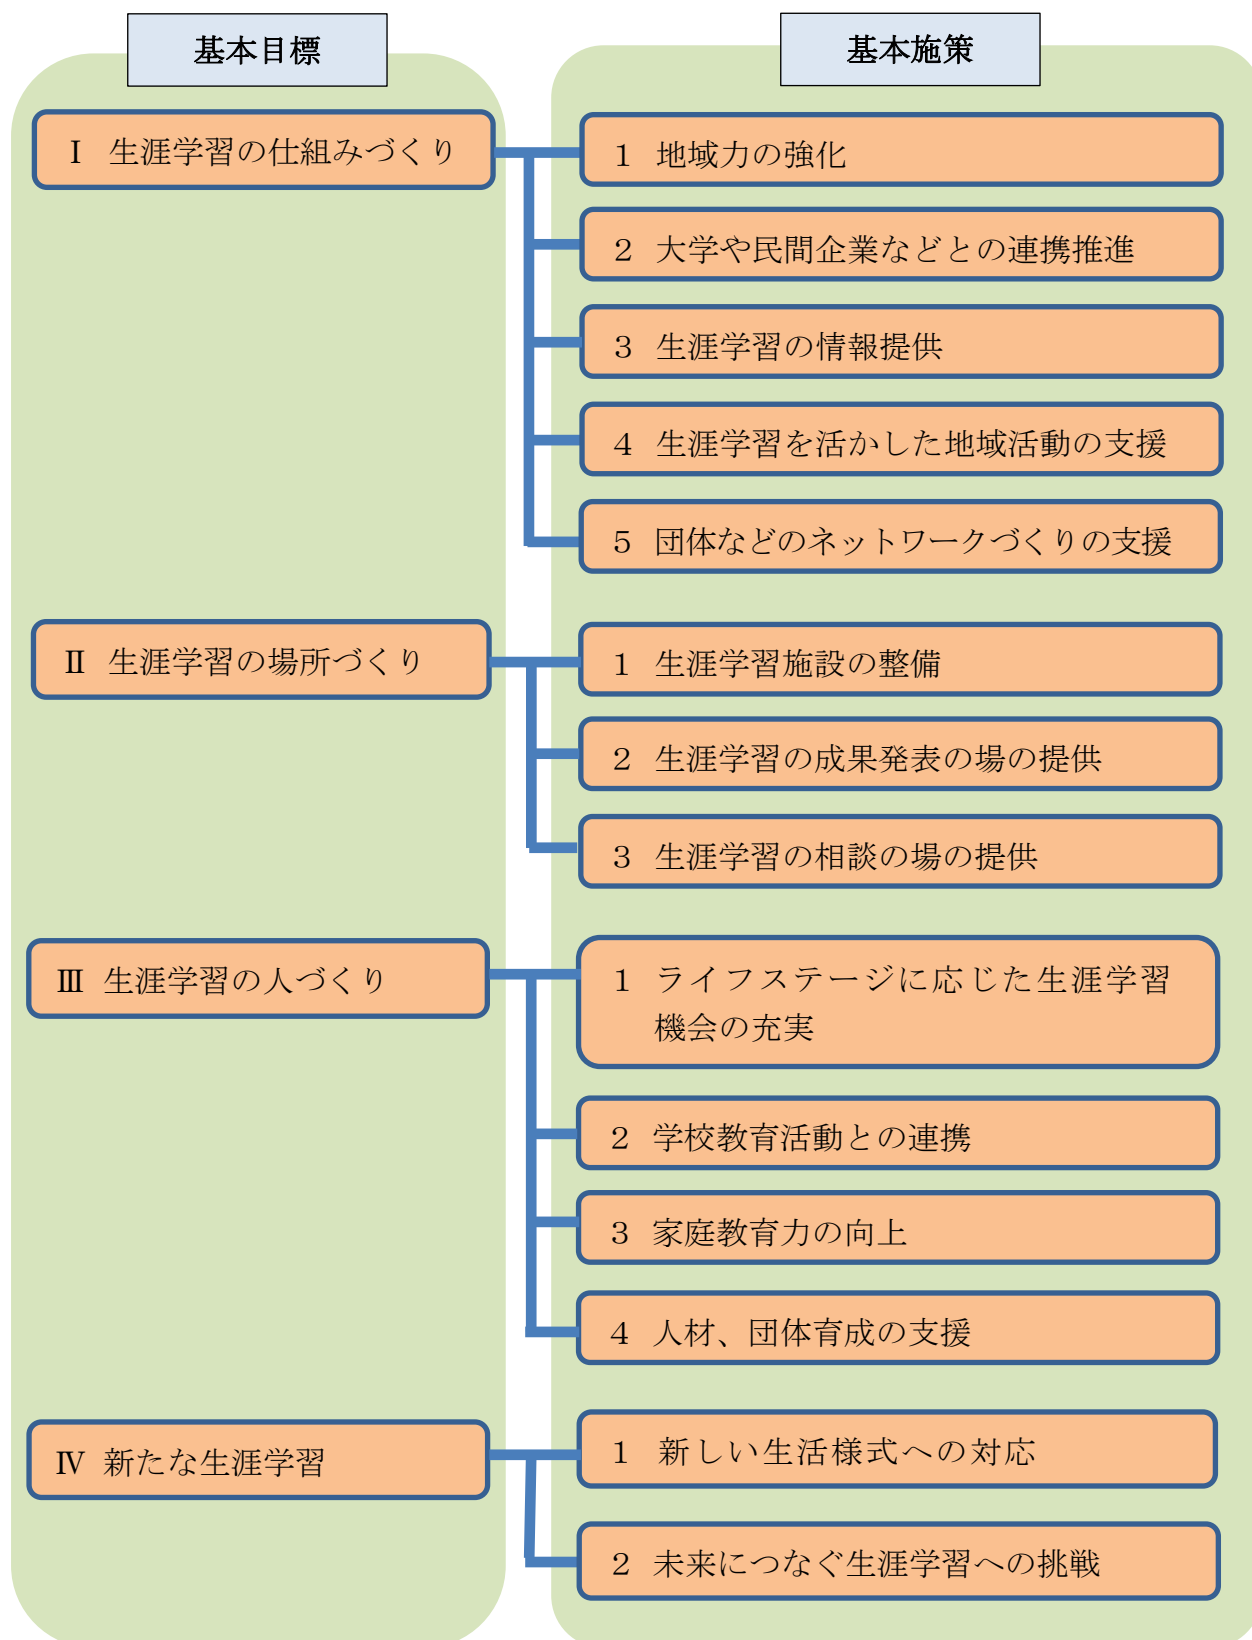 基本目標
基本施策
Ⅰ 生涯学習の仕組みづくり
１ 地域力の強化
２ 大学や民間企業などとの連携推進
３ 生涯学習の情報提供
４ 生涯学習を活かした地域活動の支援
５ 団体などのネットワークづくりの支援
Ⅱ 生涯学習の場所づくり
１ 生涯学習施設の整備
２ 生涯学習の成果発表の場の提供
３ 生涯学習の相談の場の提供
Ⅲ 生涯学習の人づくり
１ ライフステージに応じた生涯学習
機会の充実
２ 学校教育活動との連携
３ 家庭教育力の向上
４ 人材、団体育成の支援
Ⅳ 新たな生涯学習
１ 新しい生活様式への対応
２ 未来につなぐ生涯学習への挑戦